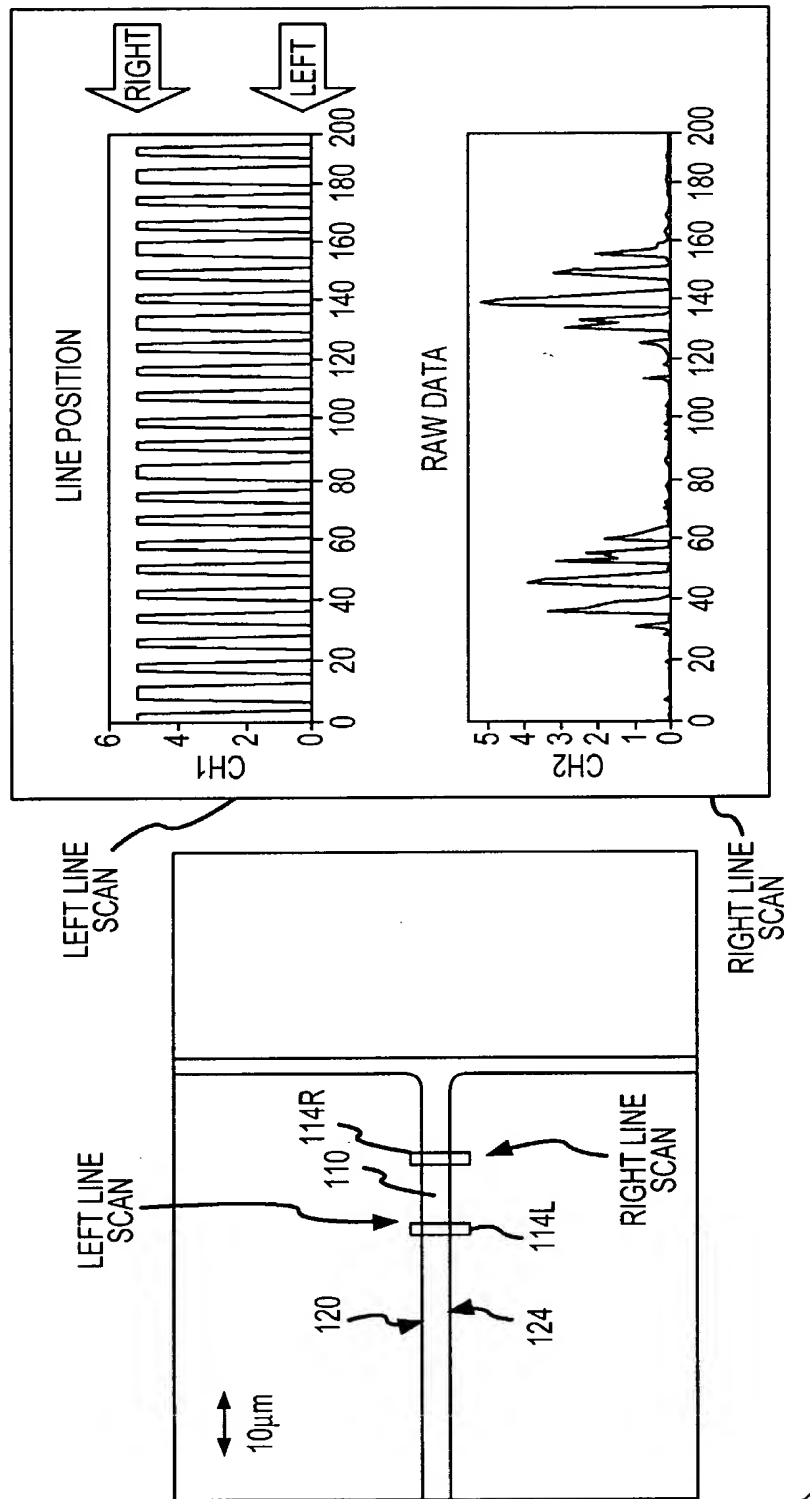 LEFT LINE
SCAN
114R
110
10µm
120
124
114L
RIGHT LINE
SCAN
LEFT LINE
SCAN
RIGHT LINE
SCAN
LINE POSITION
RIGHT
LEFT
CH1
6
4
2
0
0 20 40 60 80 100 120 140 160 180 200
RAW DATA
CH2
5
4
3
2
1
0
0 20 40 60 80 100 120 140 160 180 200